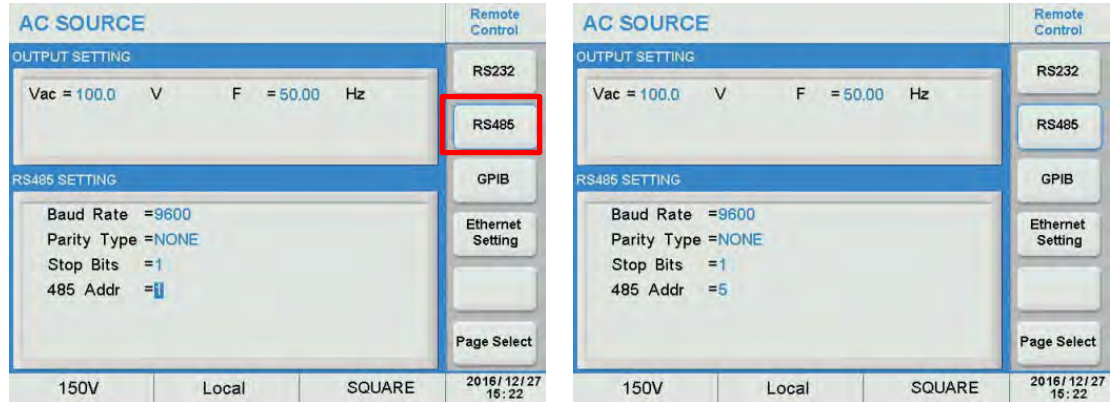 AC SOURCE
Remote
Control
OUTPUT SETTING
Vac = 100.0 V F = 50.00 Hz
RS232
RS485
RS485 SETTING
GPIB
Baud Rate =9600
Parity Type =NONE
Stop Bits =1
485 Addr =1
Ethernet
Setting
Page Select
150V Local SQUARE 2016/12/27
15:22
AC SOURCE
Remote
Control
OUTPUT SETTING
Vac = 100.0 V F = 50.00 Hz
RS232
RS485
RS485 SETTING
GPIB
Baud Rate =9600
Parity Type =NONE
Stop Bits =1
485 Addr =5
Ethernet
Setting
Page Select
150V Local SQUARE 2016/12/27
15:22